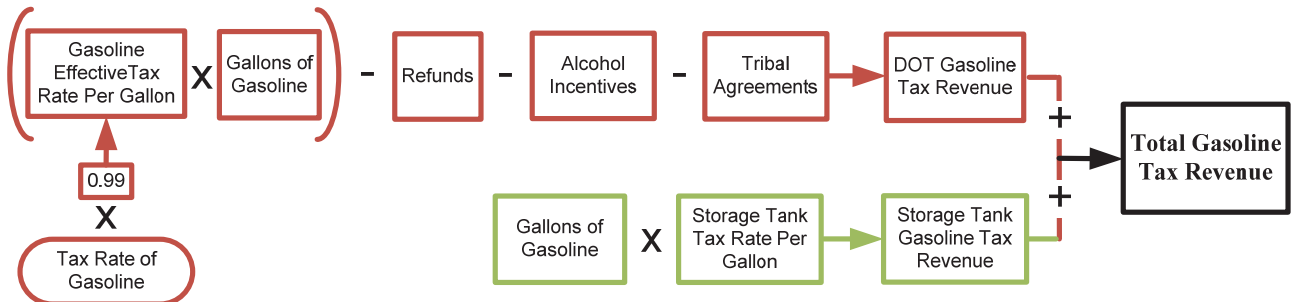 Gasoline
EffectiveTax
Rate Per Gallon
X
Gallons of
Gasoline
-
Refunds
-
Alcohol
Incentives
-
Tribal
Agreements
DOT Gasoline
Tax Revenue
+
0.99
X
Tax Rate of
Gasoline
Gallons of
Gasoline
X
Storage Tank
Tax Rate Per
Gallon
Storage Tank
Gasoline Tax
Revenue
+
Total Gasoline
Tax Revenue